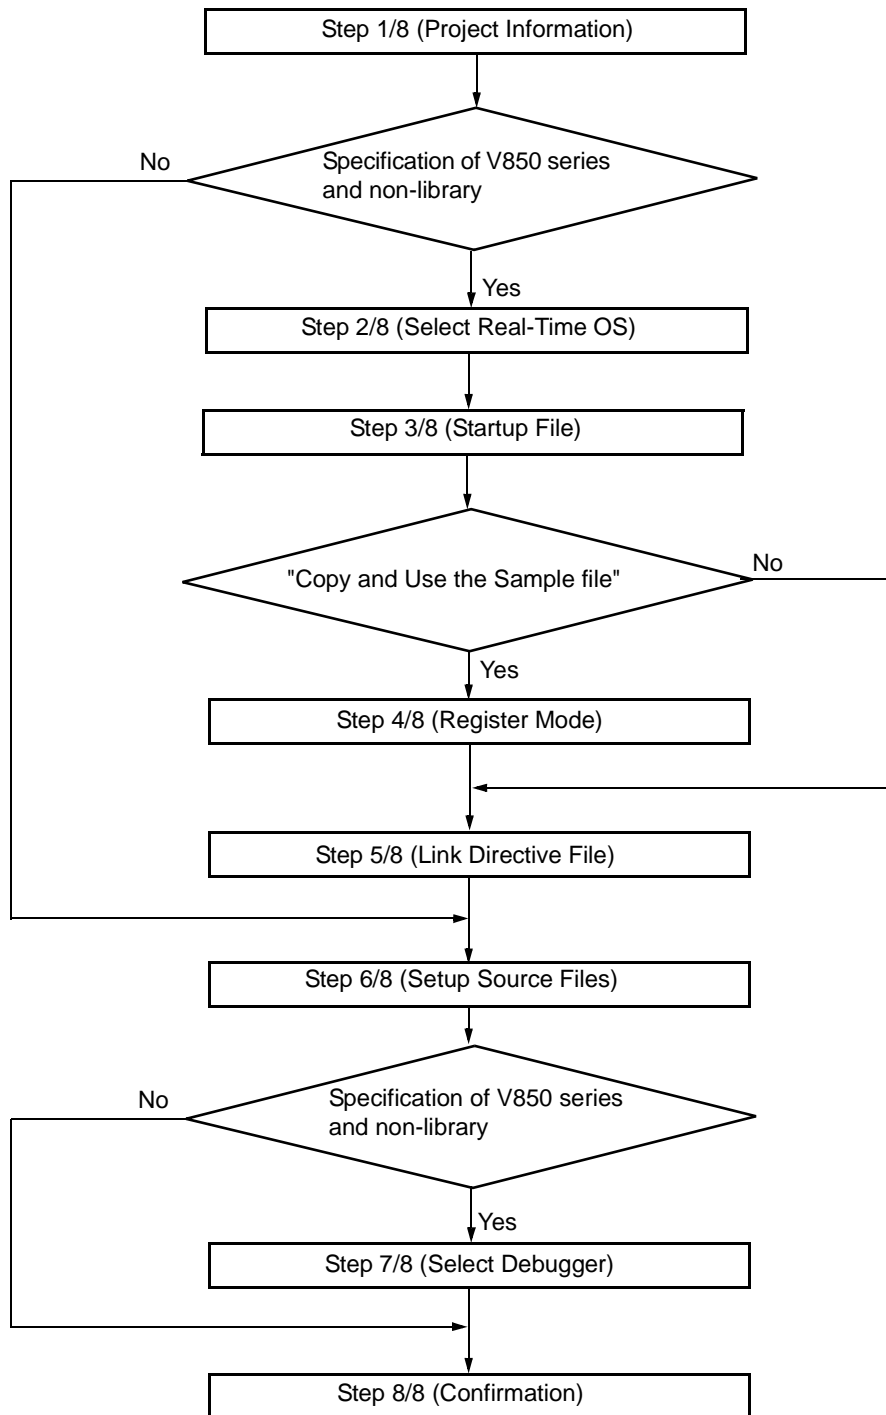 Step 1/8 (Project Information)
No
Specification of V850 series
and non-library
Yes
Step 2/8 (Select Real-Time OS)
Step 3/8 (Startup File)
"Copy and Use the Sample file"
No
Yes
Step 4/8 (Register Mode)
Step 5/8 (Link Directive File)
Step 6/8 (Setup Source Files)
No
Specification of V850 series
and non-library
Yes
Step 7/8 (Select Debugger)
Step 8/8 (Confirmation)